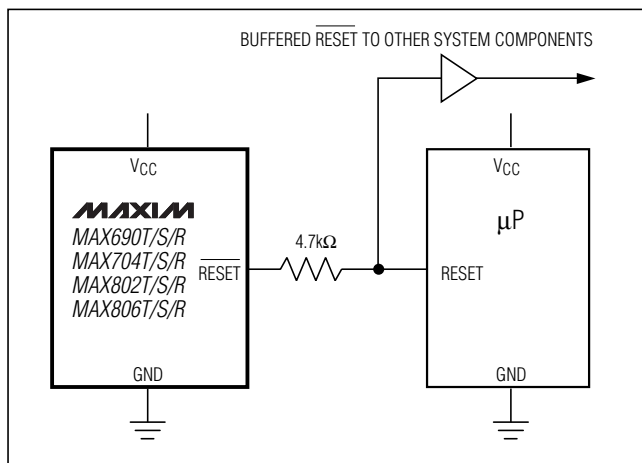 BUFFERED RESET TO OTHER SYSTEM COMPONENTS
VCC
MAXIM
MAX690T/S/R
MAX704T/S/R
MAX802T/S/R
MAX806T/S/R
RESET
GND
4.7kΩ
VCC
μP
RESET
GND